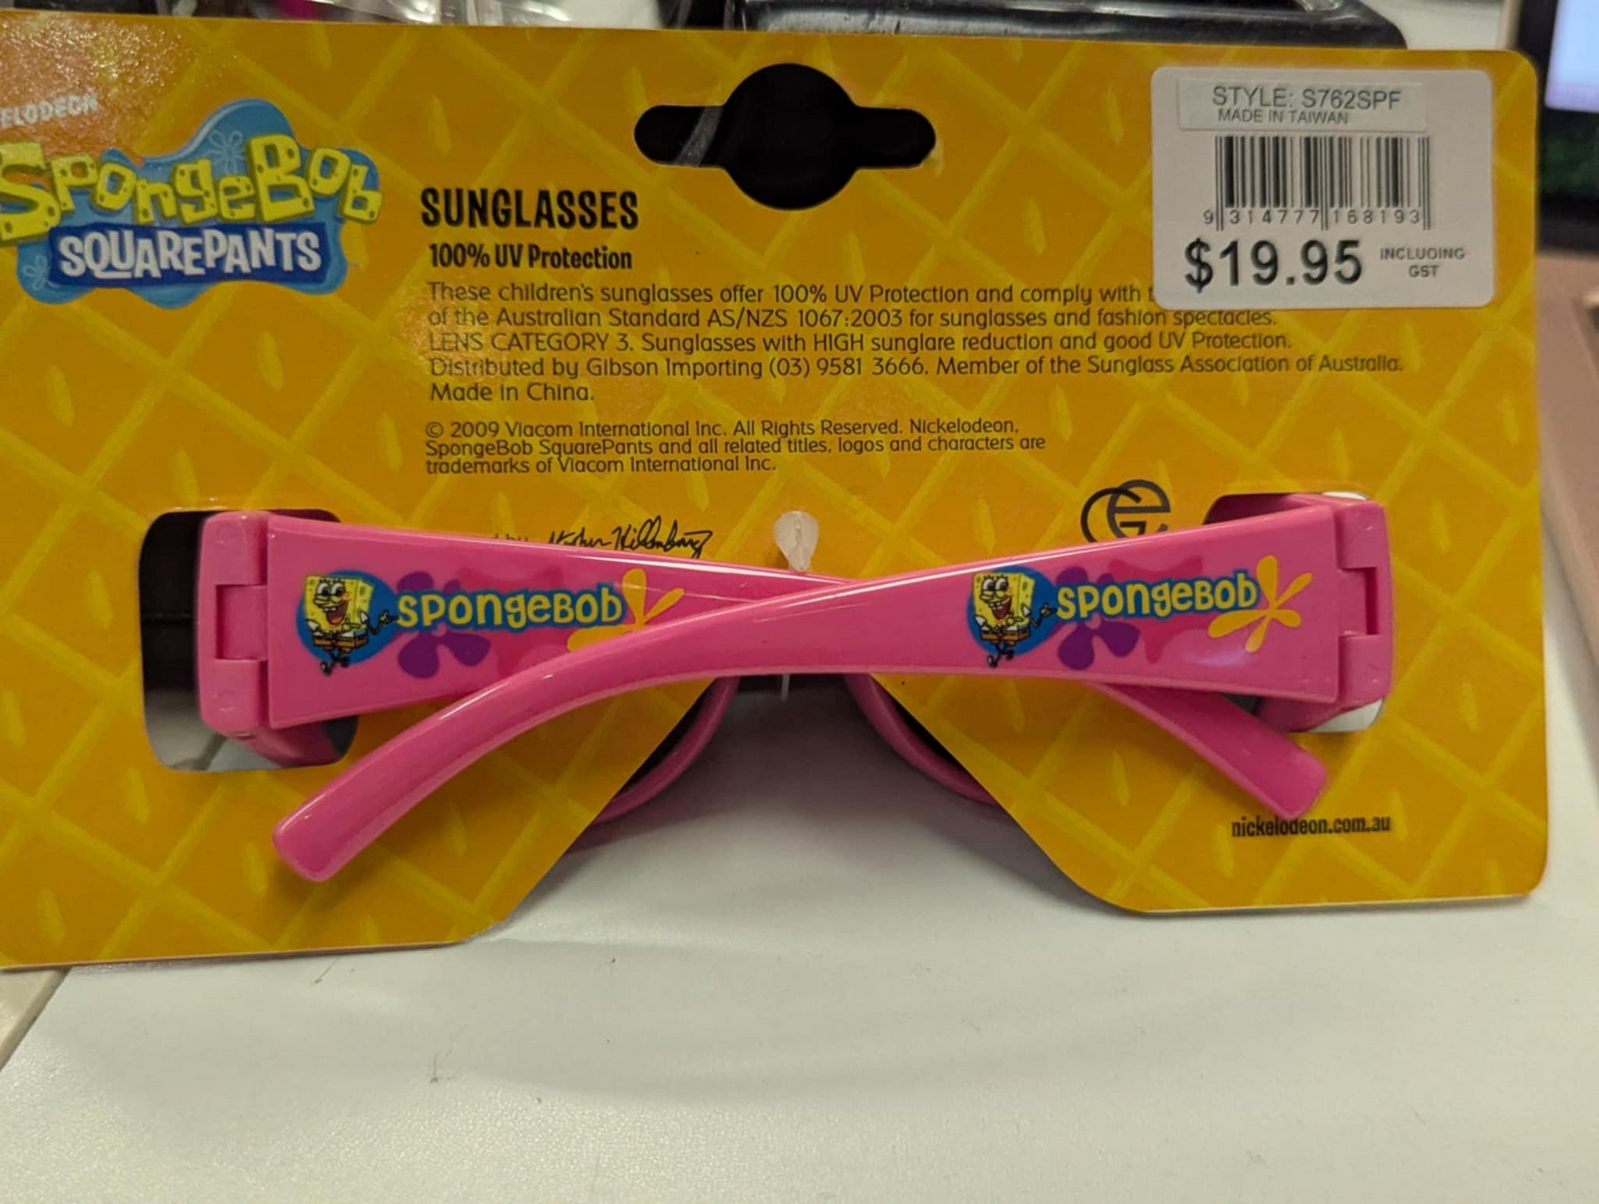 ELODEON
SPONGEBOB
SQUAREPANTS
SUNGLASSES
100% UV Protection
These children's sunglasses offer 100% UV Protection and comply with
of the Australian Standard AS/NZS 1067:2003 for sunglasses and fashion spectacles.
LENS CATEGORY 3. Sunglasses with HIGH sunglare reduction and good UV Protection.
Distributed by Gibson Importing (03) 9581 3666. Member of the Sunglass Association of Australia.
Made in China.
© 2009 Viacom International Inc. All Rights Reserved. Nickelodeon,
SpongeBob SquarePants and all related titles, logos and characters are
trademarks of Viacom International Inc.
STYLE: S762SPF
MADE IN TAIWAN
9 314777 168193
$19.95 INCLUDING
GST
by Stephen Hillenburg
SPONGEBOB
SPONGEBOB
nickelodeon.com.au